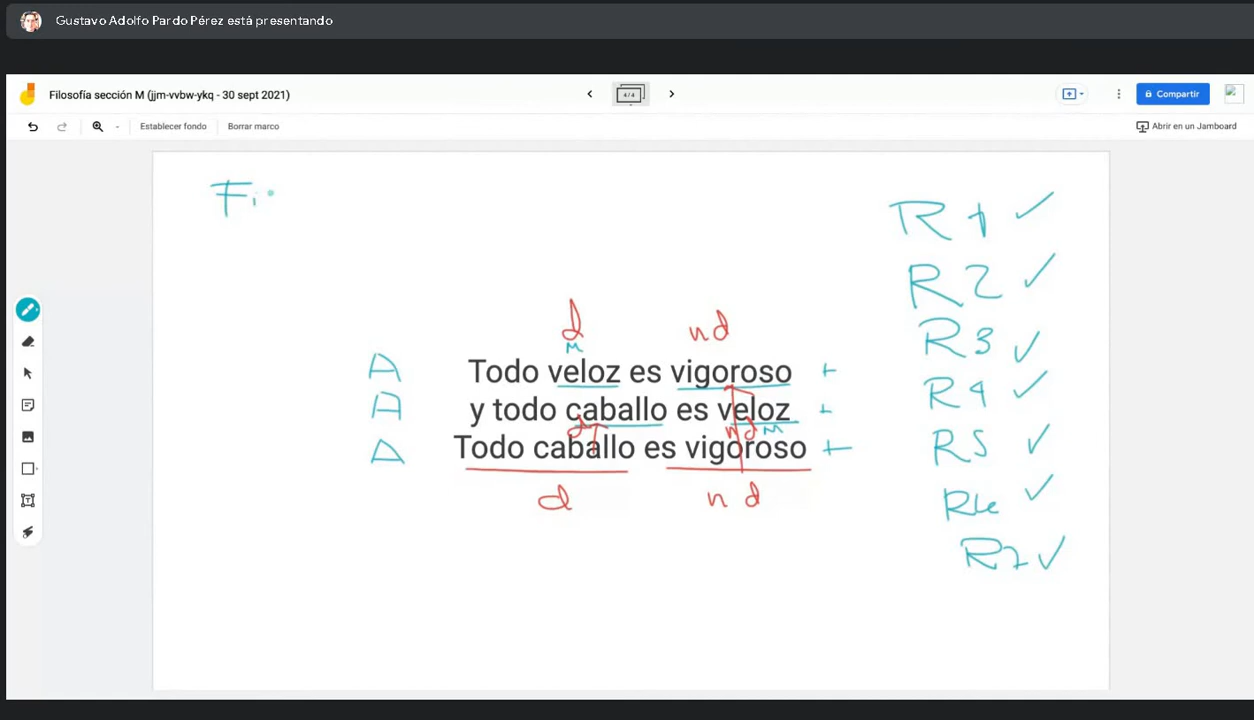 Gustavo Adolfo Pardo Pérez está presentando
Filosofía sección M (jjm-vvbw-ykq - 30 sept 2021)
4/4
Compartir
Establecer fondo
Borrar marco
Abrir en un Jamboard
Fi
R1 ✓
R2 ✓
R3 ✓
R4 ✓
R5 ✓
R6 ✓
R7 ✓
d nd
M
A Todo veloz es vigoroso +
A y todo caballo es veloz +
d nd M
A Todo caballo es vigoroso +
d nd